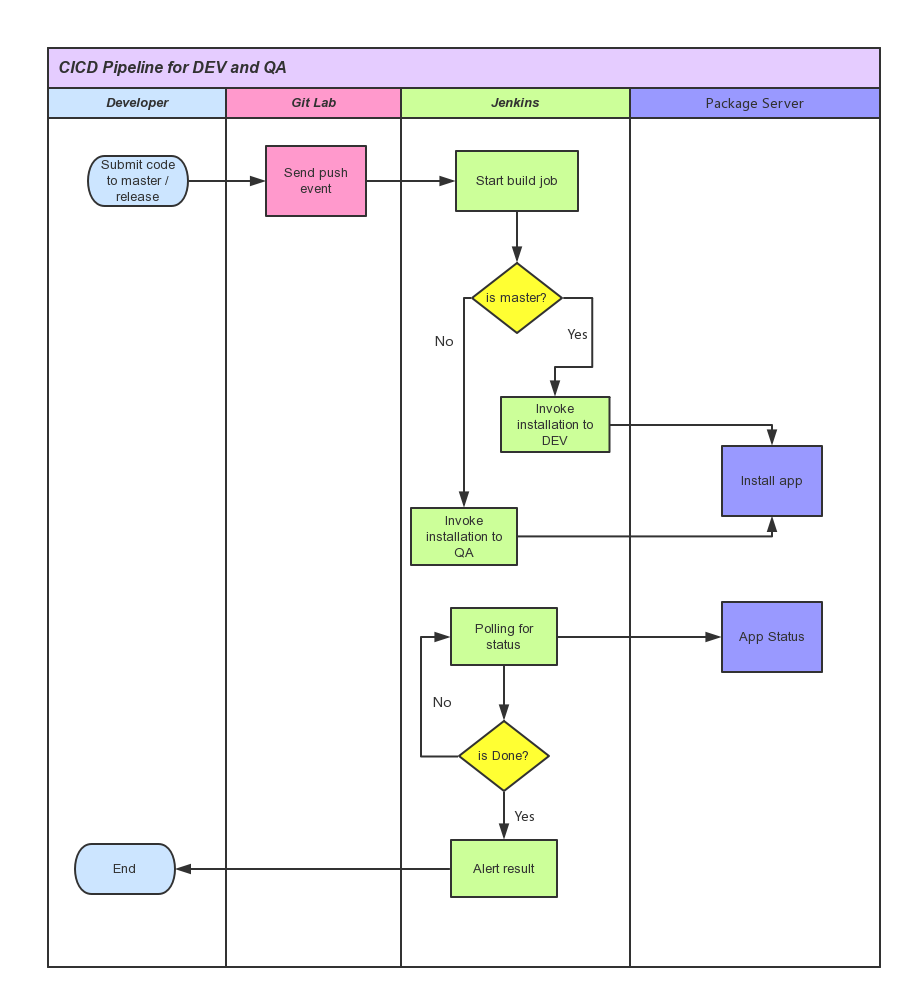 CICD Pipeline for DEV and QA
Developer
Git Lab
Jenkins
Package Server
Submit code
to master /
release
Send push
event
Start build job
is master?
No
Yes
Invoke
installation to
DEV
Install app
Invoke
installation to
QA
Polling for
status
App Status
No
is Done?
Yes
End
Alert result